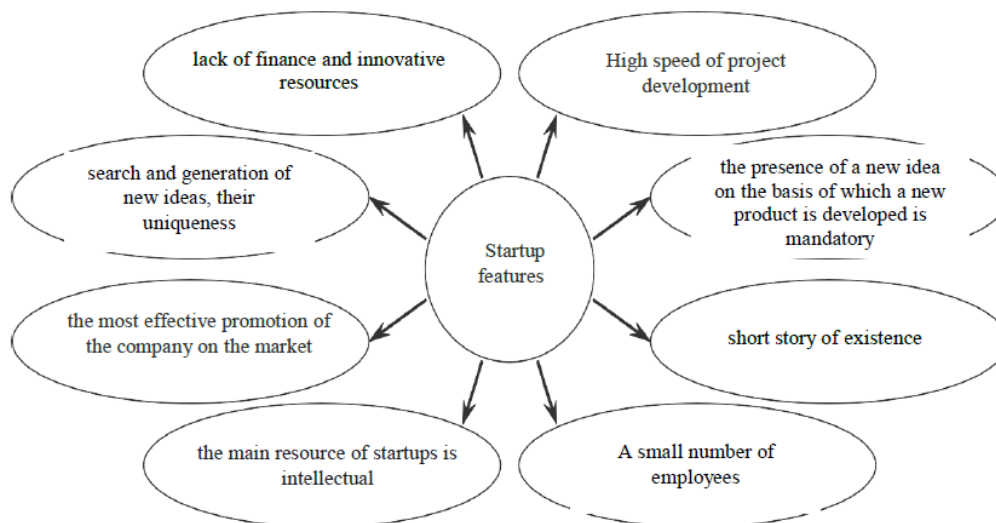 lack of finance and innovative
resources
High speed of project
development
search and generation of
new ideas, their
uniqueness
the presence of a new idea
on the basis of which a new
product is developed is
mandatory
Startup
features
the most effective promotion of
the company on the market
short story of existence
the main resource of startups is
intellectual
A small number of
employees